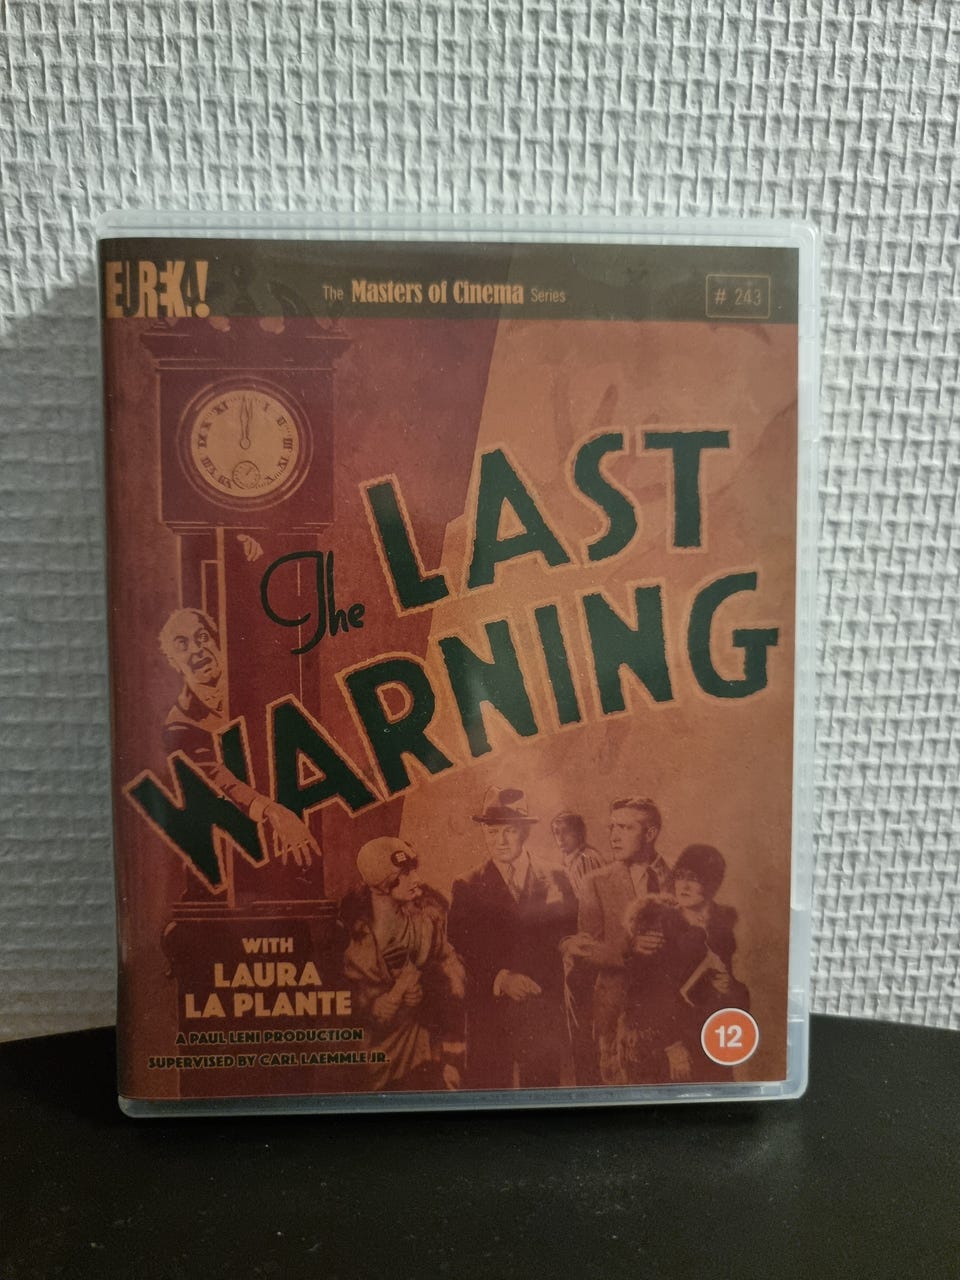 EUREKA!
The Masters of Cinema Series
# 243
The LAST
WARNING
WITH
LAURA
LA PLANTE
A PAUL LENI PRODUCTION
SUPERVISED BY CARL LAEMMLE JR.
12